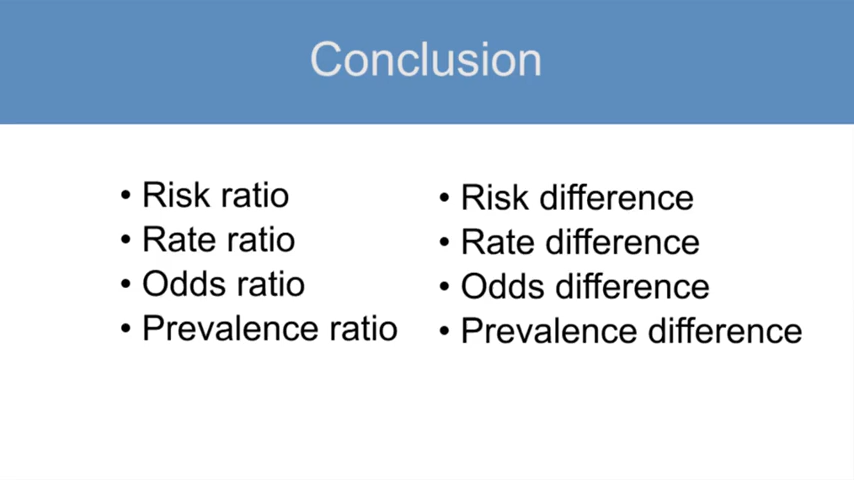 Conclusion
• Risk ratio
• Rate ratio
• Odds ratio
• Prevalence ratio
• Risk difference
• Rate difference
• Odds difference
• Prevalence difference